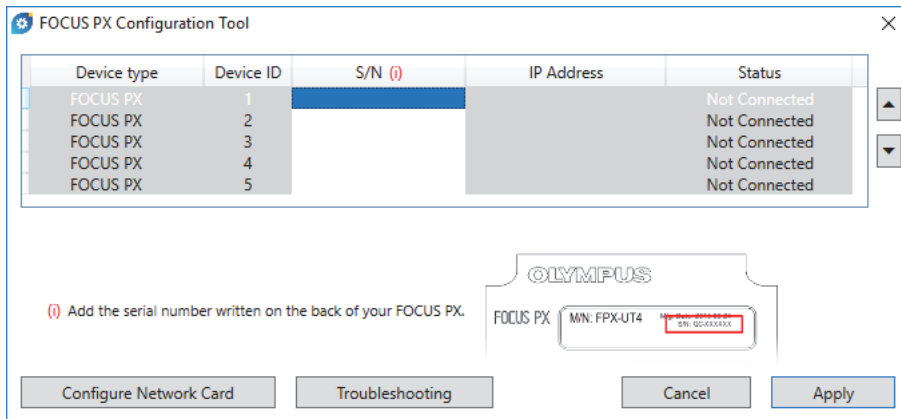 FOCUS PX Configuration Tool
Device type Device ID S/N (i) IP Address Status
FOCUS PX 1 Not Connected
FOCUS PX 2 Not Connected
FOCUS PX 3 Not Connected
FOCUS PX 4 Not Connected
FOCUS PX 5 Not Connected
OLYMPUS
(i) Add the serial number written on the back of your FOCUS PX.
FOCUS PX M/N: FPX-UT4
S/N: QC-XXXXXX
Configure Network Card Troubleshooting Cancel Apply